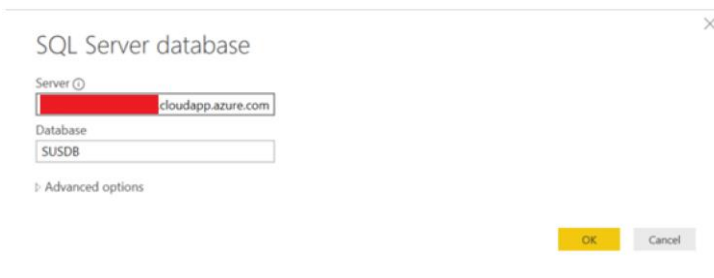 SQL Server database
Server
.cloudapp.azure.com
Database
SUSDB
Advanced options
OK
Cancel